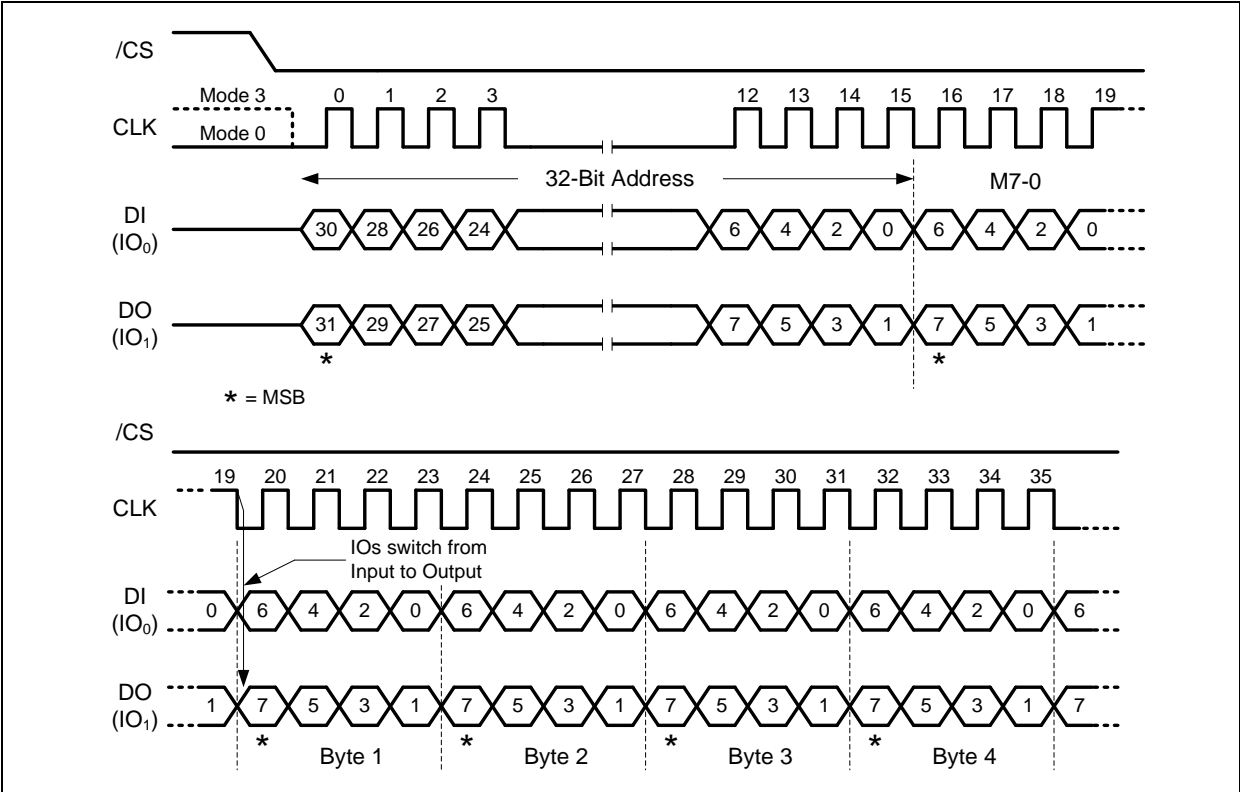 /CS
Mode 3 0 1 2 3 12 13 14 15 16 17 18 19
CLK
Mode 0
32-Bit Address M7-0
DI
(IO₀)
30 28 26 24 6 4 2 0 6 4 2 0
DO
(IO₁)
31 29 27 25 7 5 3 1 7 5 3 1
* *
* = MSB
/CS
19 20 21 22 23 24 25 26 27 28 29 30 31 32 33 34 35
CLK
IOs switch from
Input to Output
DI
(IO₀)
0 6 4 2 0 6 4 2 0 6 4 2 0 6 4 2 0 6
DO
(IO₁)
1 7 5 3 1 7 5 3 1 7 5 3 1 7 5 3 1 7
* * * *
Byte 1 Byte 2 Byte 3 Byte 4